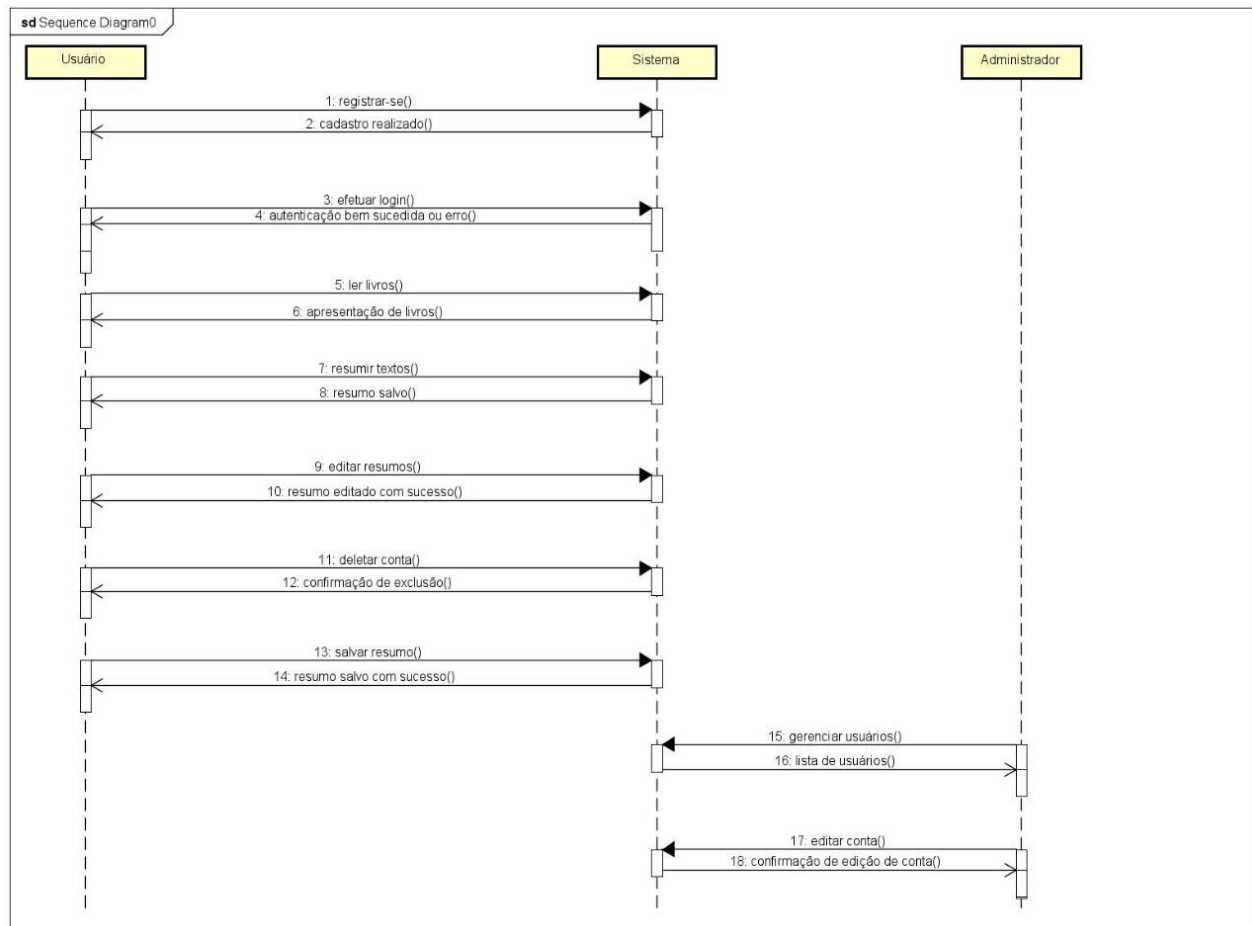 sd Sequence Diagram0
Usuário
Sistema
Administrador
1: registrar-se()
2: cadastro realizado()
3: efetuar login()
4: autenticação bem sucedida ou erro()
5: ler livros()
6: apresentação de livros()
7: resumir textos()
8: resumo salvo()
9: editar resumos()
10: resumo editado com sucesso()
11: deletar conta()
12: confirmação de exclusão()
13: salvar resumo()
14: resumo salvo com sucesso()
15: gerenciar usuários()
16: lista de usuários()
17: editar conta()
18: confirmação de edição de conta()